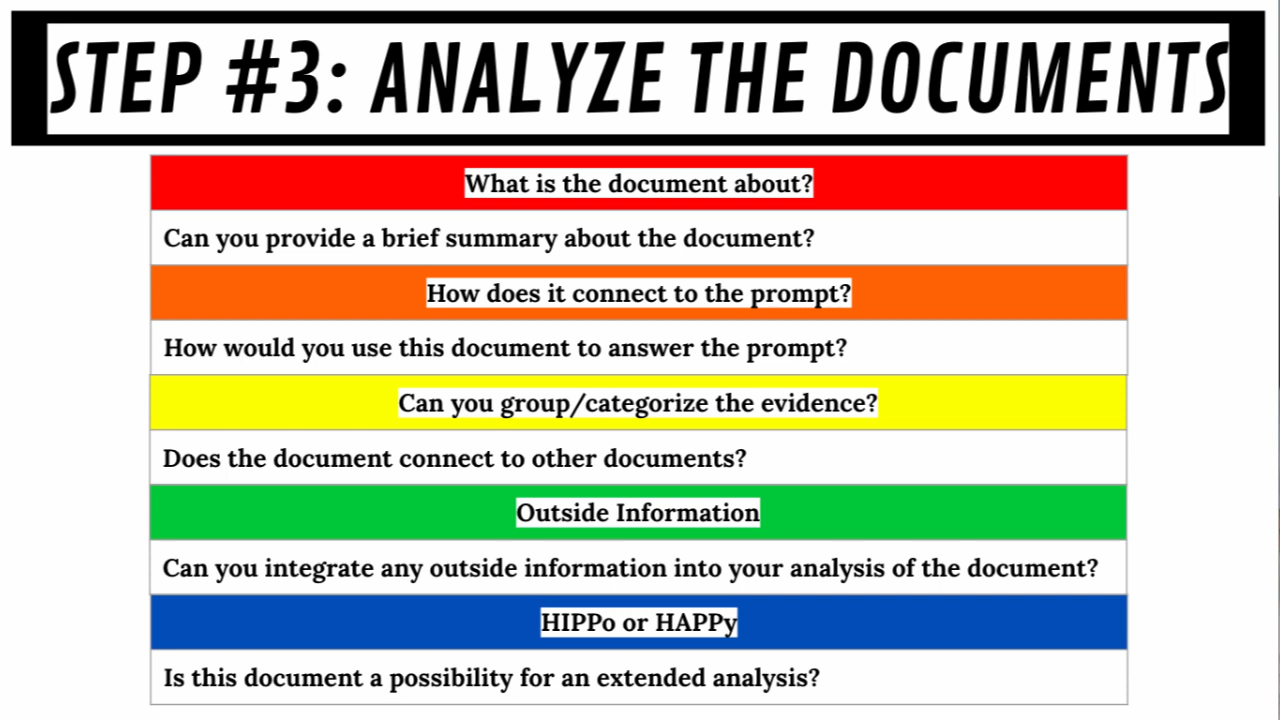 STEP #3: ANALYZE THE DOCUMENTS
What is the document about?
Can you provide a brief summary about the document?
How does it connect to the prompt?
How would you use this document to answer the prompt?
Can you group/categorize the evidence?
Does the document connect to other documents?
Outside Information
Can you integrate any outside information into your analysis of the document?
HIPPo or HAPPy
Is this document a possibility for an extended analysis?